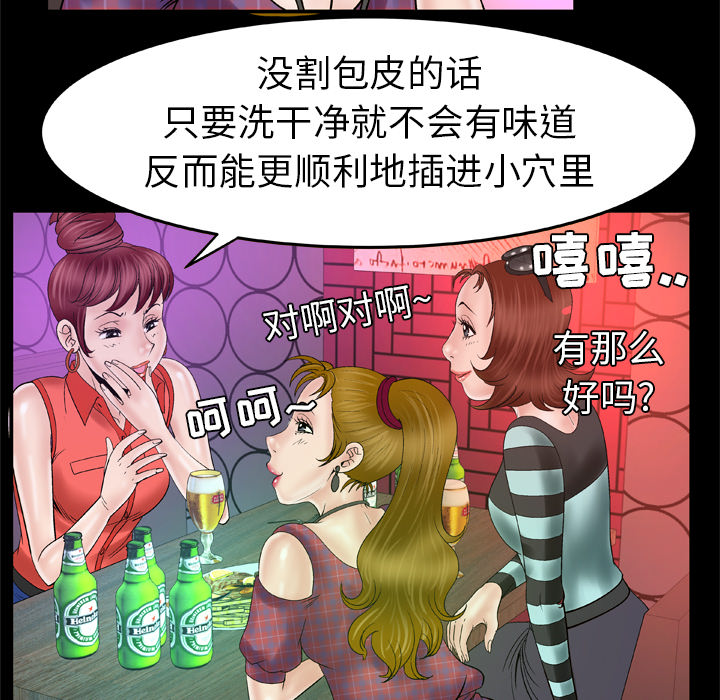 没割包皮的话
只要洗干净就不会有味道
反而能更顺利地插进小穴里
嘻嘻..
对啊对啊~
有那么
好吗?
呵呵~
Heineken
Heineken